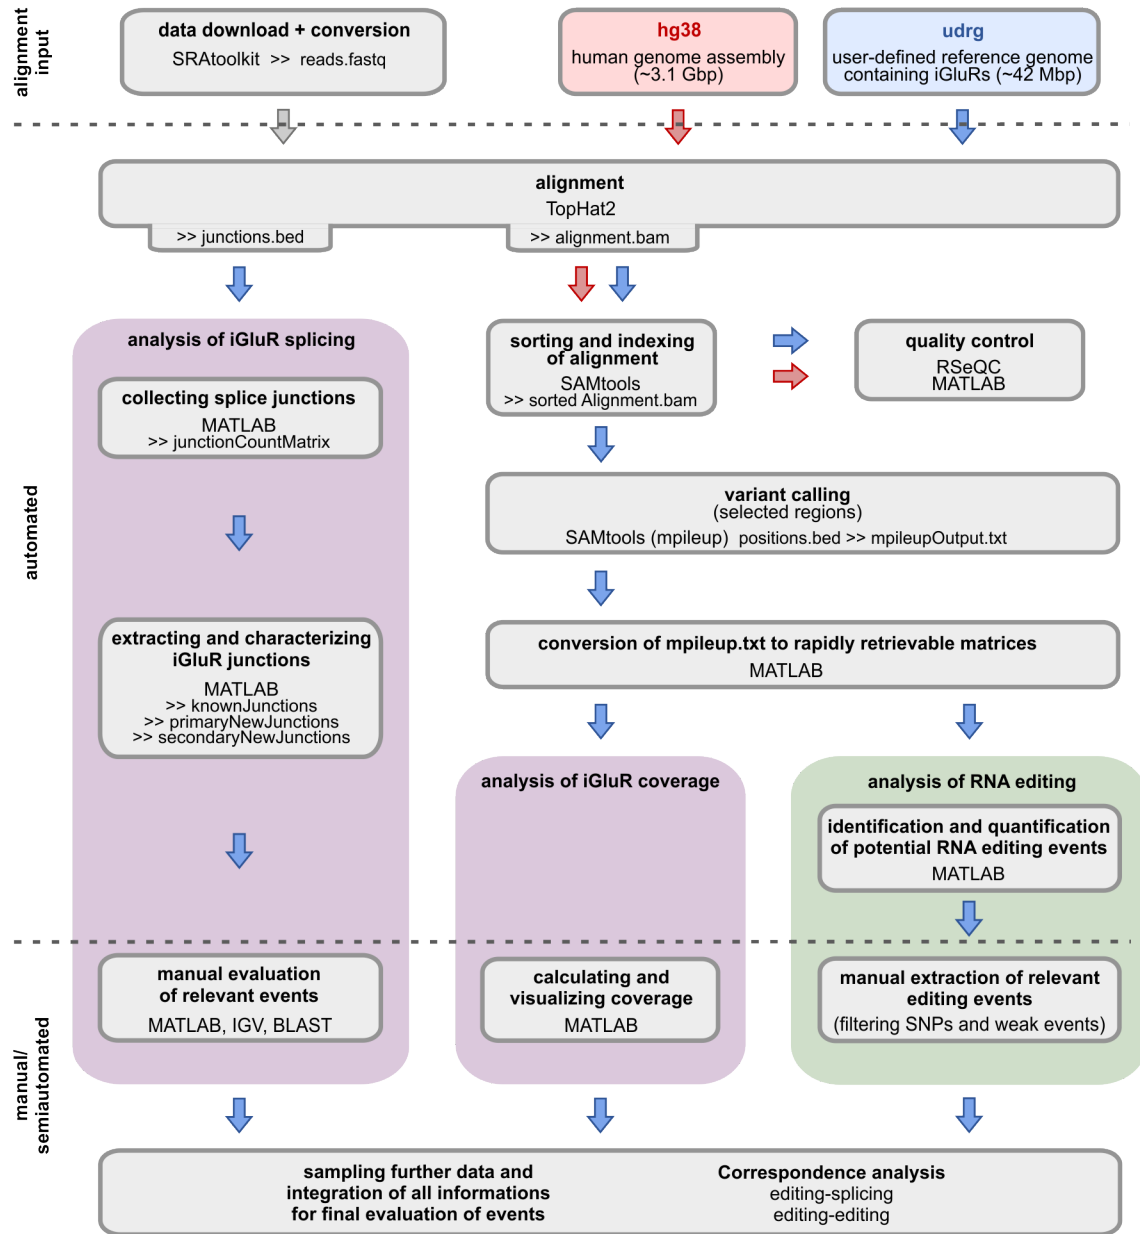 alignment
input
data download + conversion
SRAtoolkit >> reads.fastq
hg38
human genome assembly
(~3.1 Gbp)
udrg
user-defined reference genome
containing iGluRs (~42 Mbp)
alignment
TopHat2
>> junctions.bed
>> alignment.bam
automated
analysis of iGluR splicing
collecting splice junctions
MATLAB
>> junctionCountMatrix
extracting and characterizing
iGluR junctions
MATLAB
>> knownJunctions
>> primaryNewJunctions
>> secondaryNewJunctions
sorting and indexing
of alignment
SAMtools
>> sorted Alignment.bam
quality control
RSeQC
MATLAB
variant calling
(selected regions)
SAMtools (mpileup) positions.bed >> mpileupOutput.txt
conversion of mpileup.txt to rapidly retrievable matrices
MATLAB
analysis of iGluR coverage
analysis of RNA editing
identification and quantification
of potential RNA editing events
MATLAB
manual/
semiautomated
manual evaluation
of relevant events
MATLAB, IGV, BLAST
calculating and
visualizing coverage
MATLAB
manual extraction of relevant
editing events
(filtering SNPs and weak events)
sampling further data and
integration of all informations
for final evaluation of events
Correspondence analysis
editing-splicing
editing-editing